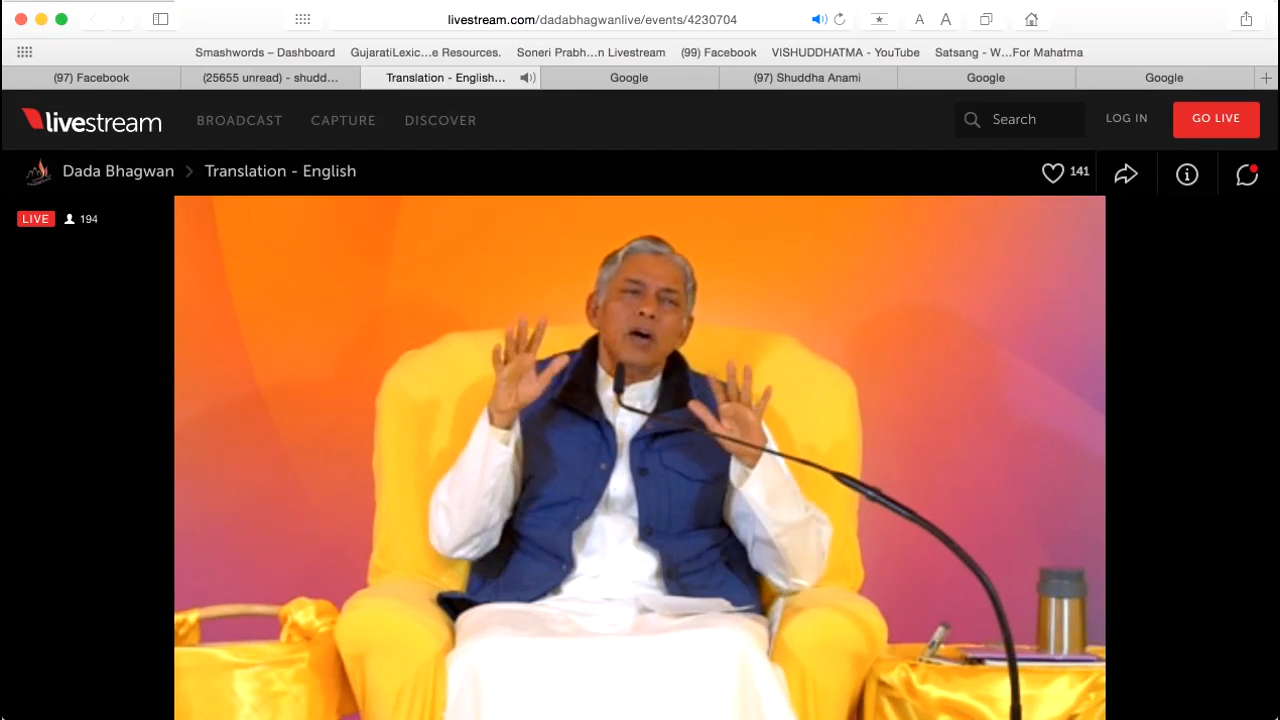 livestream.com/dadabhagwanlive/events/4230704
A A
Smashwords – Dashboard GujaratiLexic...e Resources. Soneri Prabh...n Livestream (99) Facebook VISHUDDHATMA - YouTube Satsang - W...For Mahatma
(97) Facebook (25655 unread) - shudd... Translation - English... Google (97) Shuddha Anami Google Google
livestream BROADCAST CAPTURE DISCOVER Search LOG IN GO LIVE
Dada Bhagwan > Translation - English 141
LIVE 194